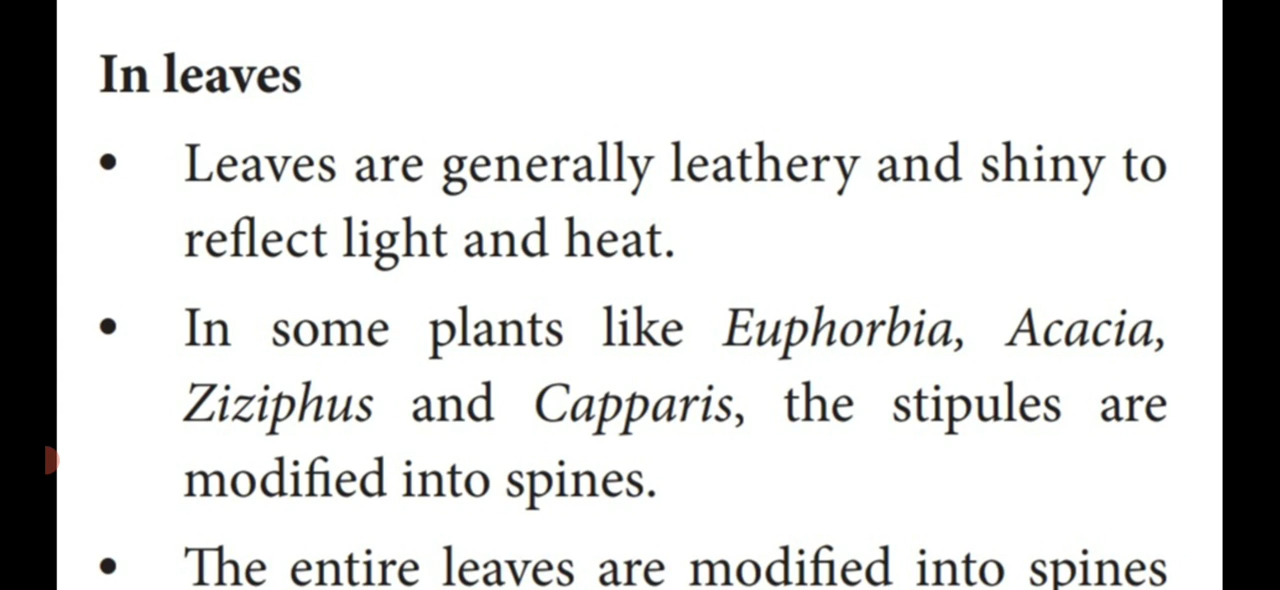 In leaves
• Leaves are generally leathery and shiny to
reflect light and heat.
• In some plants like Euphorbia, Acacia,
Ziziphus and Capparis, the stipules are
modified into spines.
• The entire leaves are modified into spines